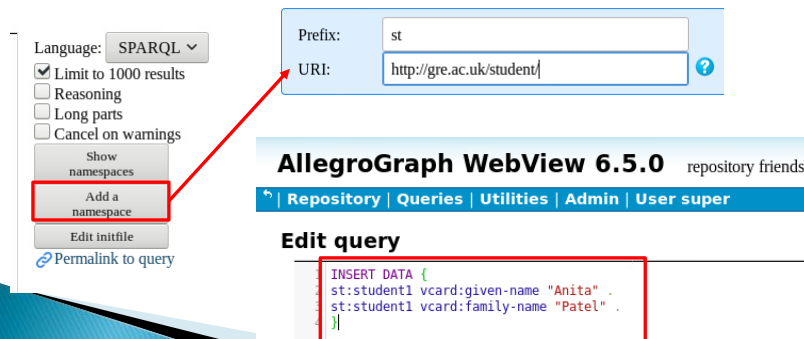 Language: SPARQL
Limit to 1000 results
Reasoning
Long parts
Cancel on warnings
Show
namespaces
Add a
namespace
Edit initfile
Permalink to query
Prefix: st
URI: http://gre.ac.uk/student/
?
AllegroGraph WebView 6.5.0 repository friends
| Repository | Queries | Utilities | Admin | User super
Edit query
1 INSERT DATA {
2 st:student1 vcard:given-name "Anita" .
3 st:student1 vcard:family-name "Patel" .
4 }